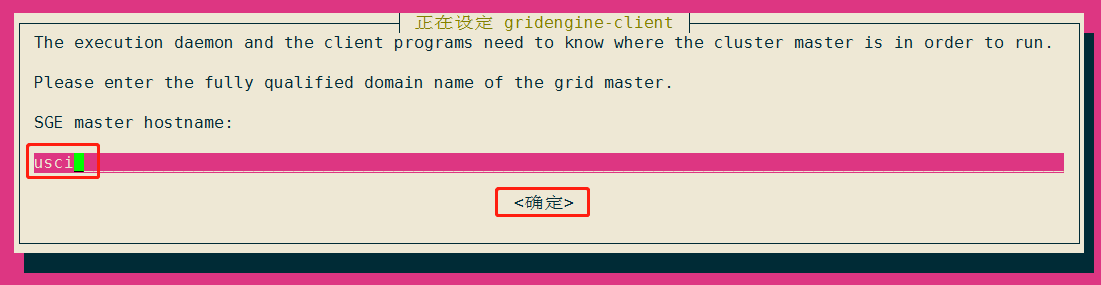 正在设定 gridengine-client
The execution daemon and the client programs need to know where the cluster master is in order to run.
Please enter the fully qualified domain name of the grid master.
SGE master hostname:
usci
<确定>